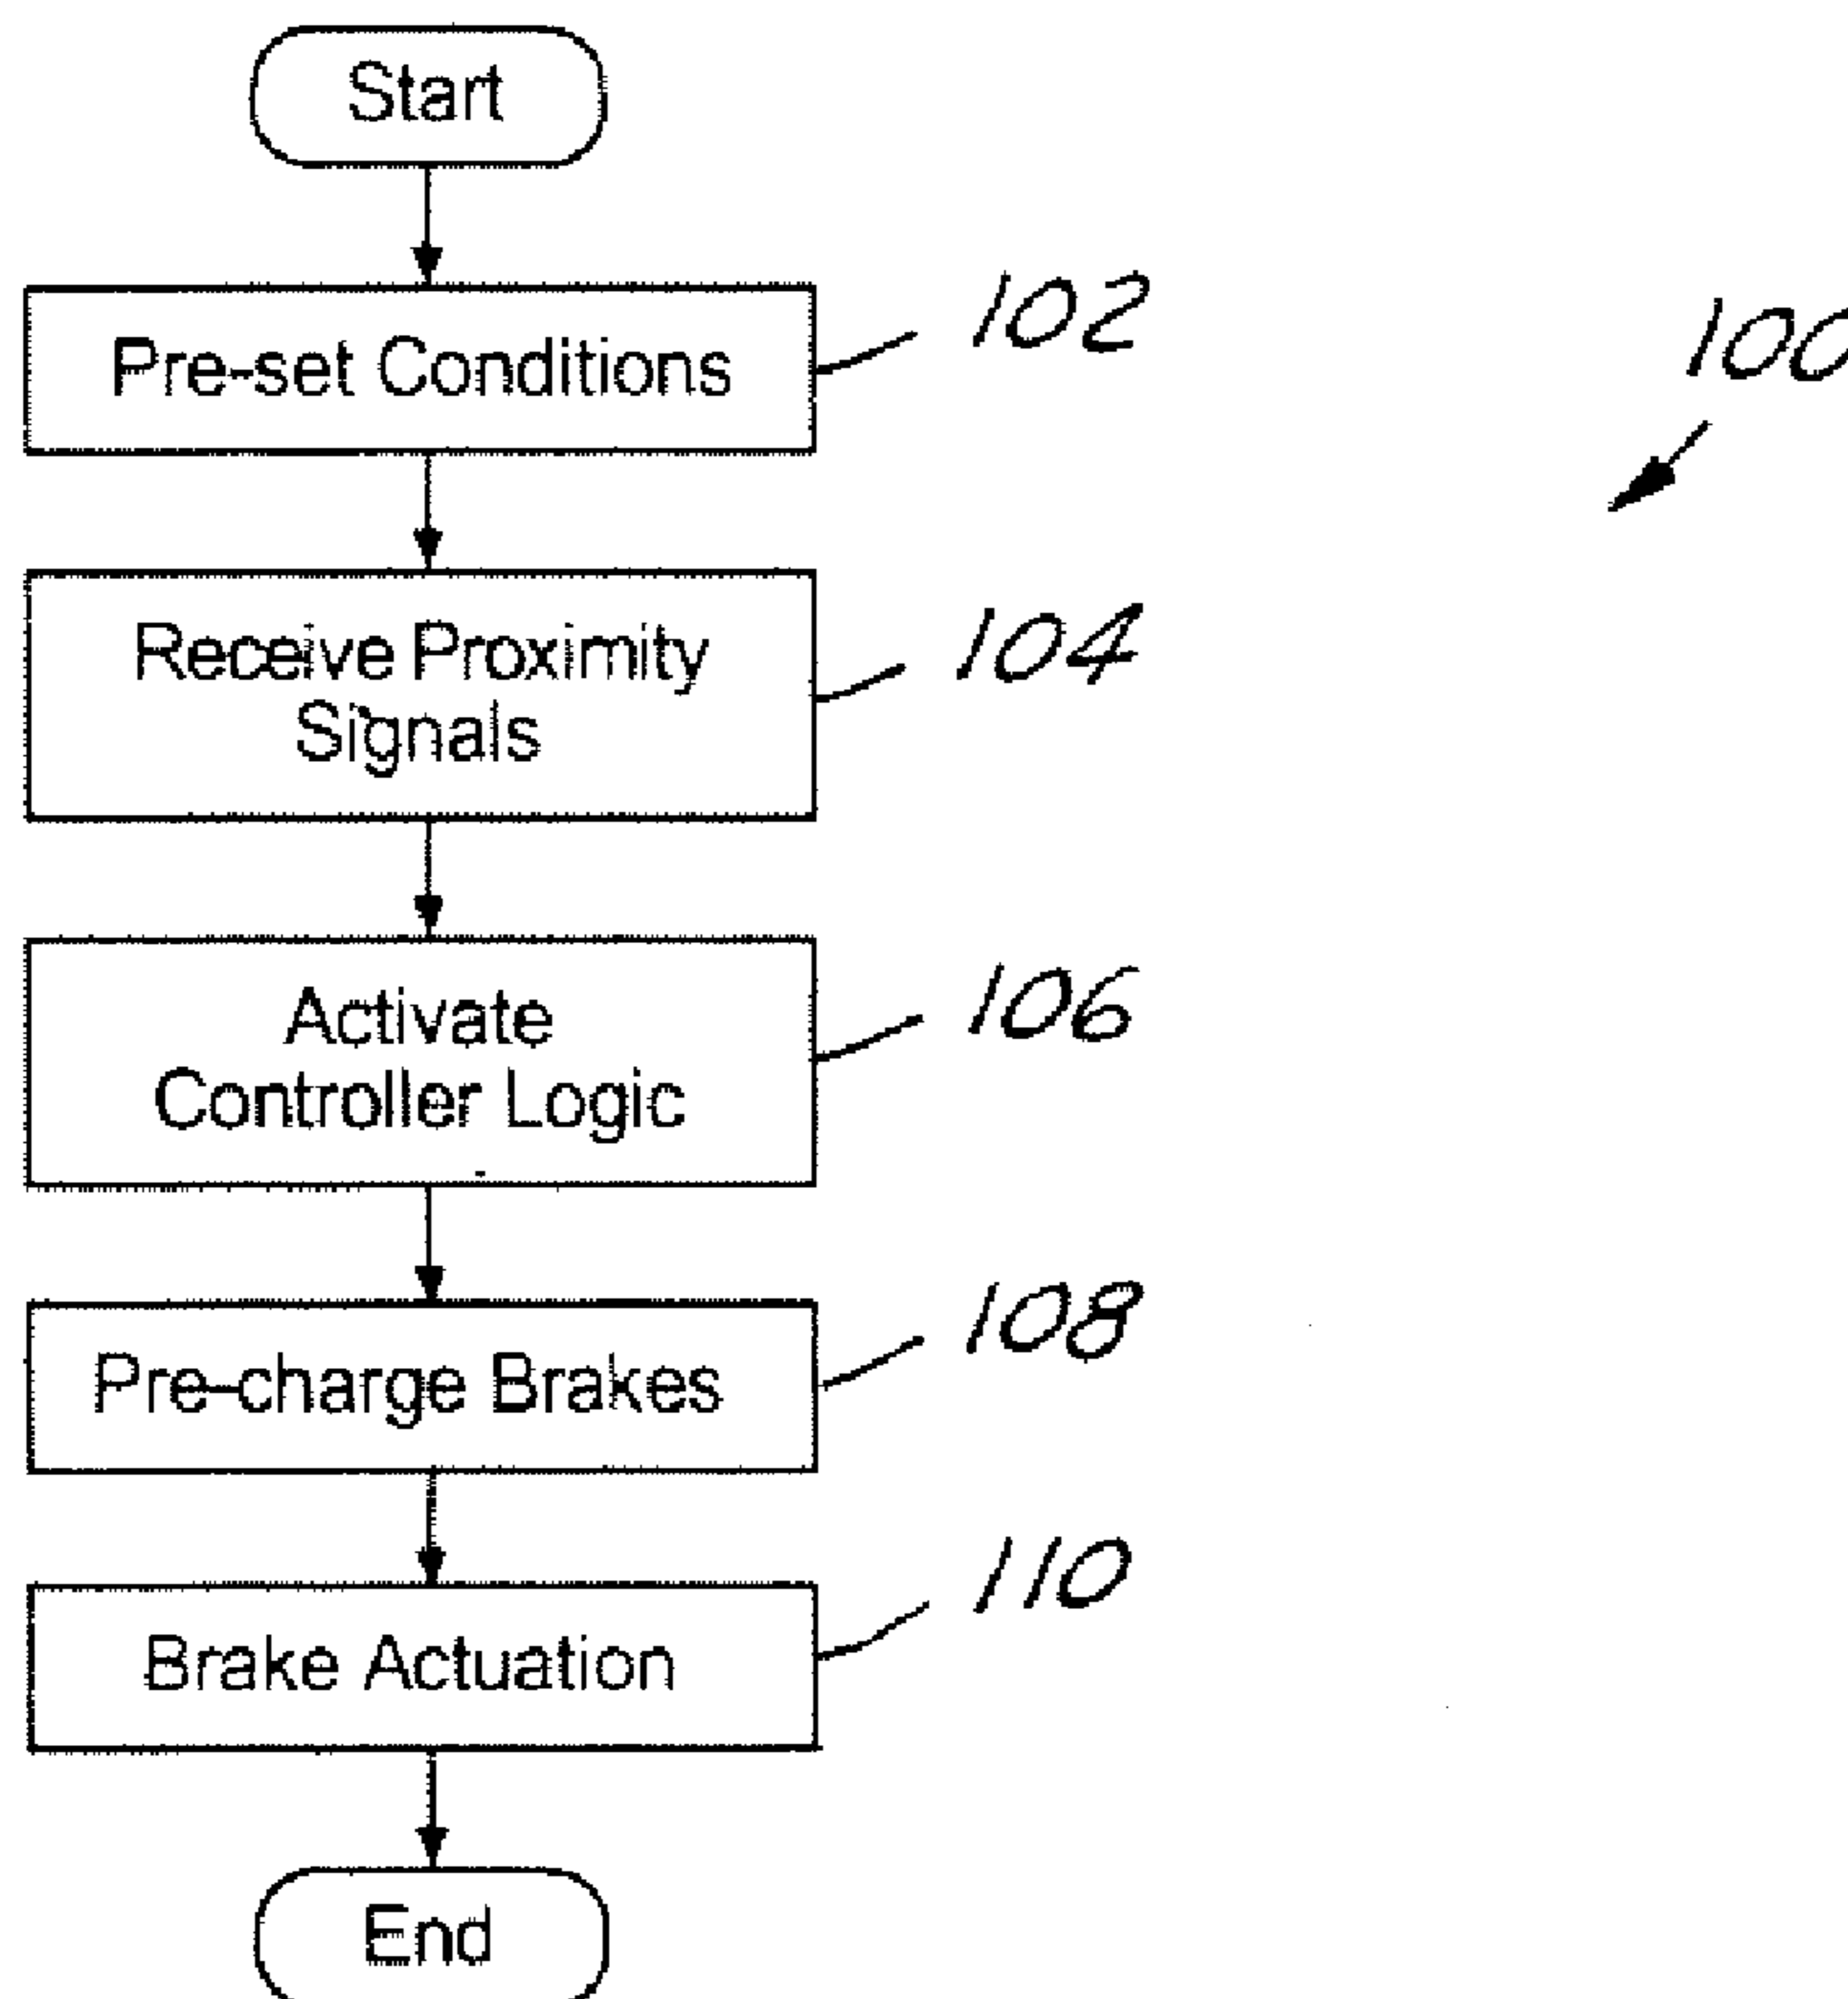 Start
Pre-set Conditions
102
100
Receive Proximity
Signals
104
Activate
Controller Logic
106
Pre-charge Brakes
108
Brake Actuation
110
End